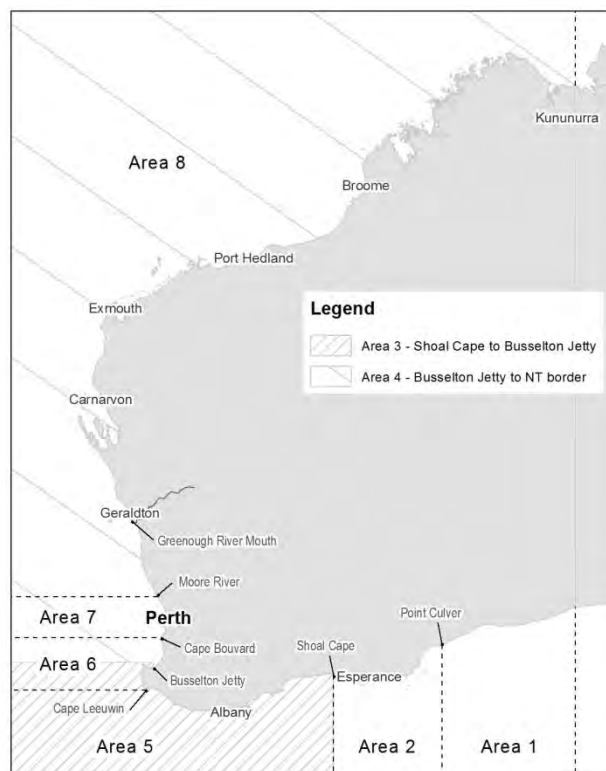 Kununurra
Area 8
Broome
Port Hedland
Exmouth
Legend
Area 3 - Shoal Cape to Busselton Jetty
Area 4 - Busselton Jetty to NT border
Carnarvon
Geraldton
Greenough River Mouth
Moore River
Area 7
Perth
Point Culver
Cape Bouvard
Shoal Cape
Area 6
Busselton Jetty
Esperance
Cape Leeuwin
Albany
Area 5
Area 2
Area 1